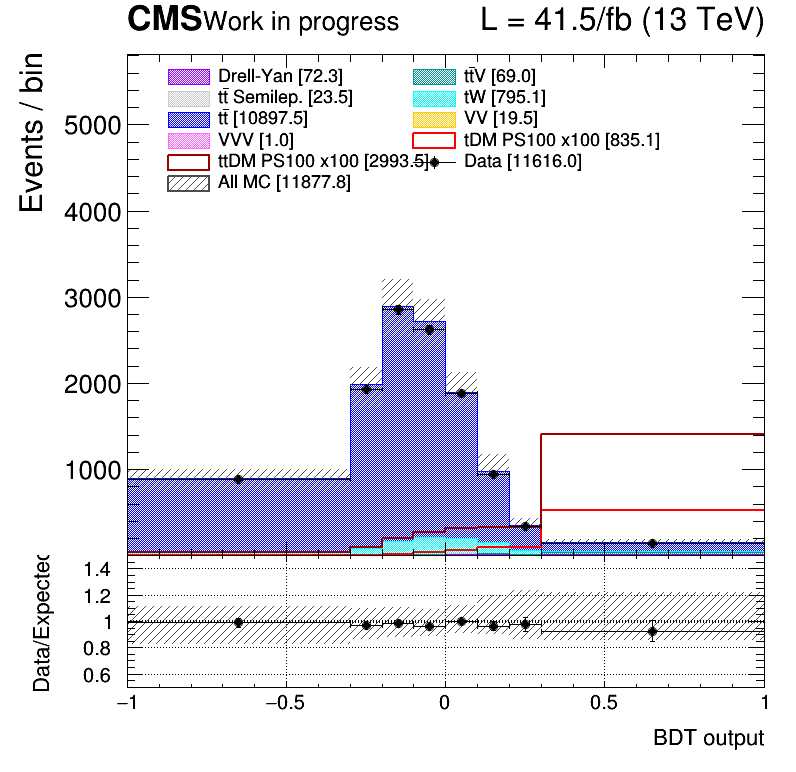 CMS Work in progress L = 41.5/fb (13 TeV)
Events / bin
Drell-Yan [72.3] tt̄V [69.0]
tt̄ Semilep. [23.5] tW [795.1]
tt̄ [10897.5] VV [19.5]
VVV [1.0] tDM PS100 x100 [835.1]
ttDM PS100 x100 [2993.5] Data [11616.0]
All MC [11877.8]
5000
4000
3000
2000
1000
Data/Expected
1.4
1.2
1
0.8
0.6
−1 −0.5 0 0.5 1
BDT output